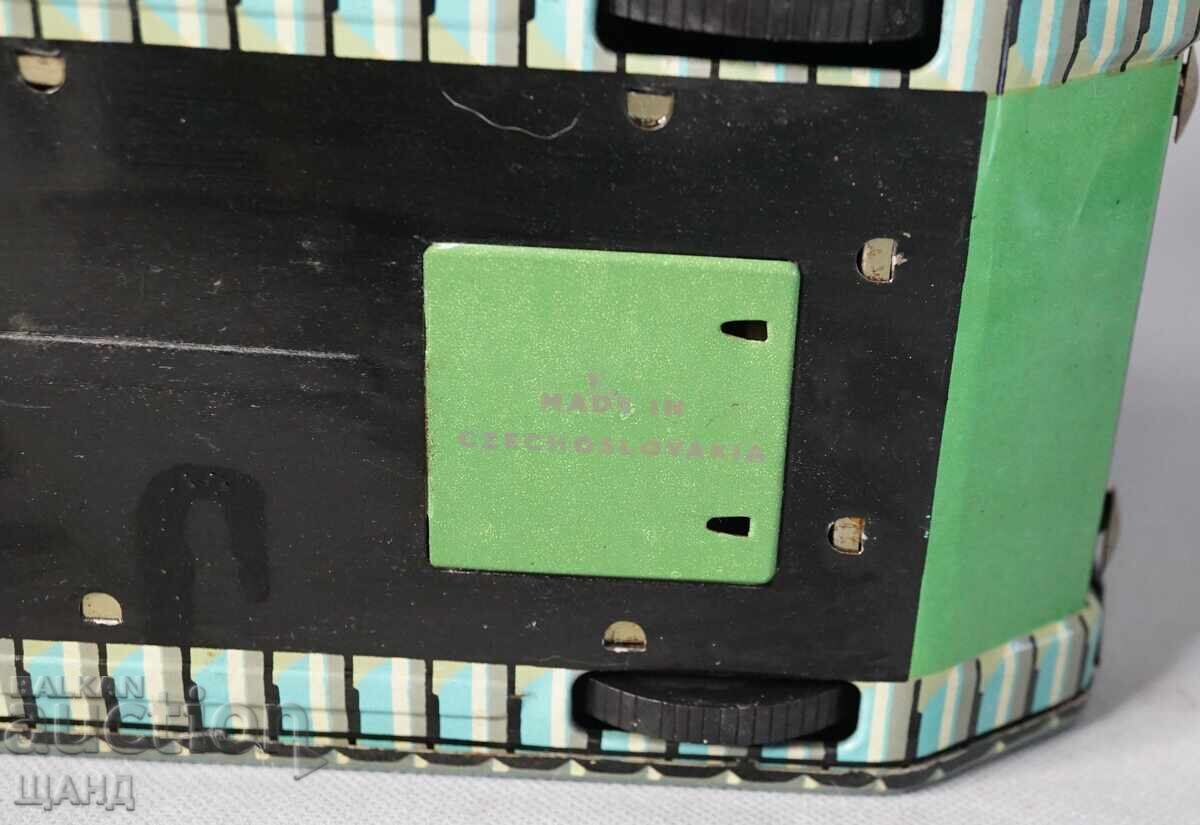 MADE IN
CZECHOSLOVAKIA
BALKAN
auction
ЩАНД